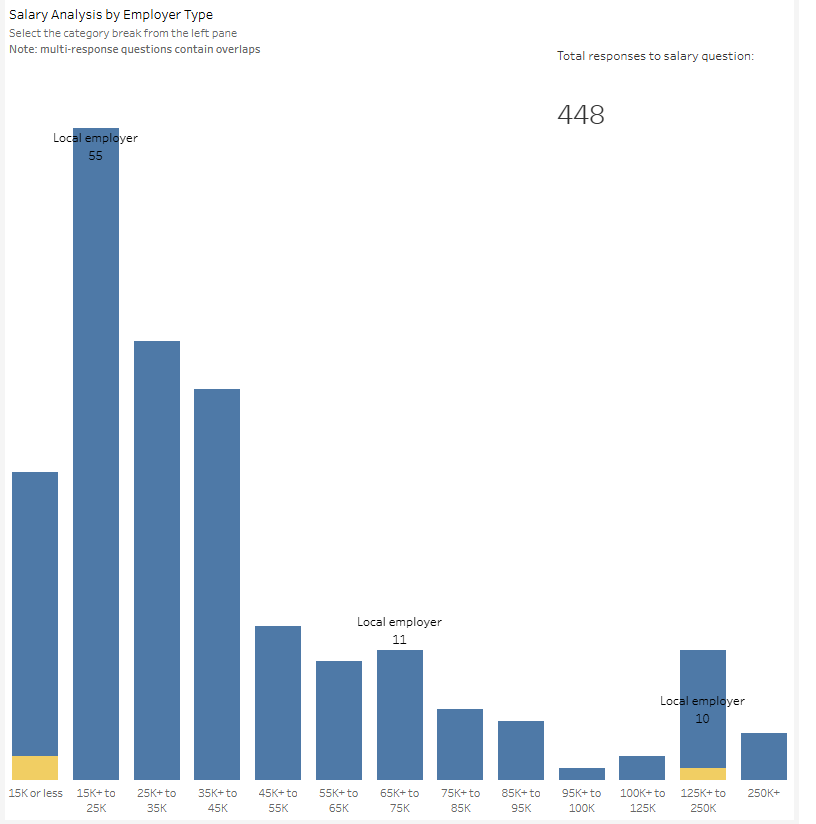 Salary Analysis by Employer Type
Select the category break from the left pane
Note: multi-response questions contain overlaps
Total responses to salary question:
448
Local employer
55
Local employer
11
Local employer
10
15K or less
15K+ to
25K
25K+ to
35K
35K+ to
45K
45K+ to
55K
55K+ to
65K
65K+ to
75K
75K+ to
85K
85K+ to
95K
95K+ to
100K
100K+ to
125K
125K+ to
250K
250K+